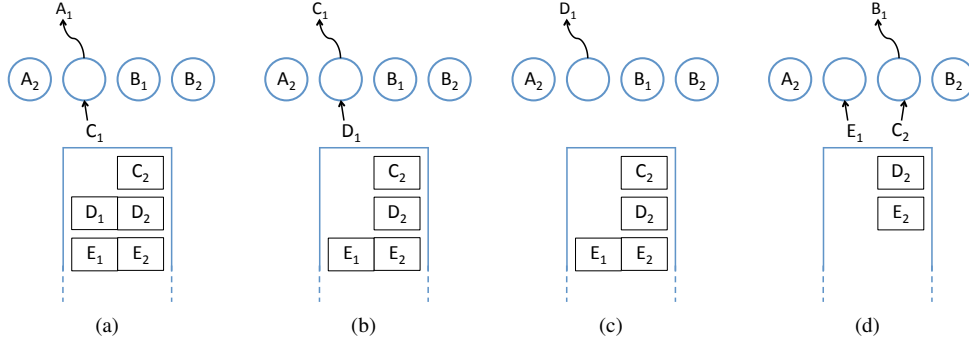 A₁ C₁ D₁ B₁
A₂ B₁ B₂ A₂ B₁ B₂ A₂ B₁ B₂ A₂ B₂
C₁ D₁ E₁ C₂
C₂ C₂ C₂ D₂
D₁ D₂ D₂ D₂ E₂
E₁ E₂ E₁ E₂ E₁ E₂
(a) (b) (c) (d)